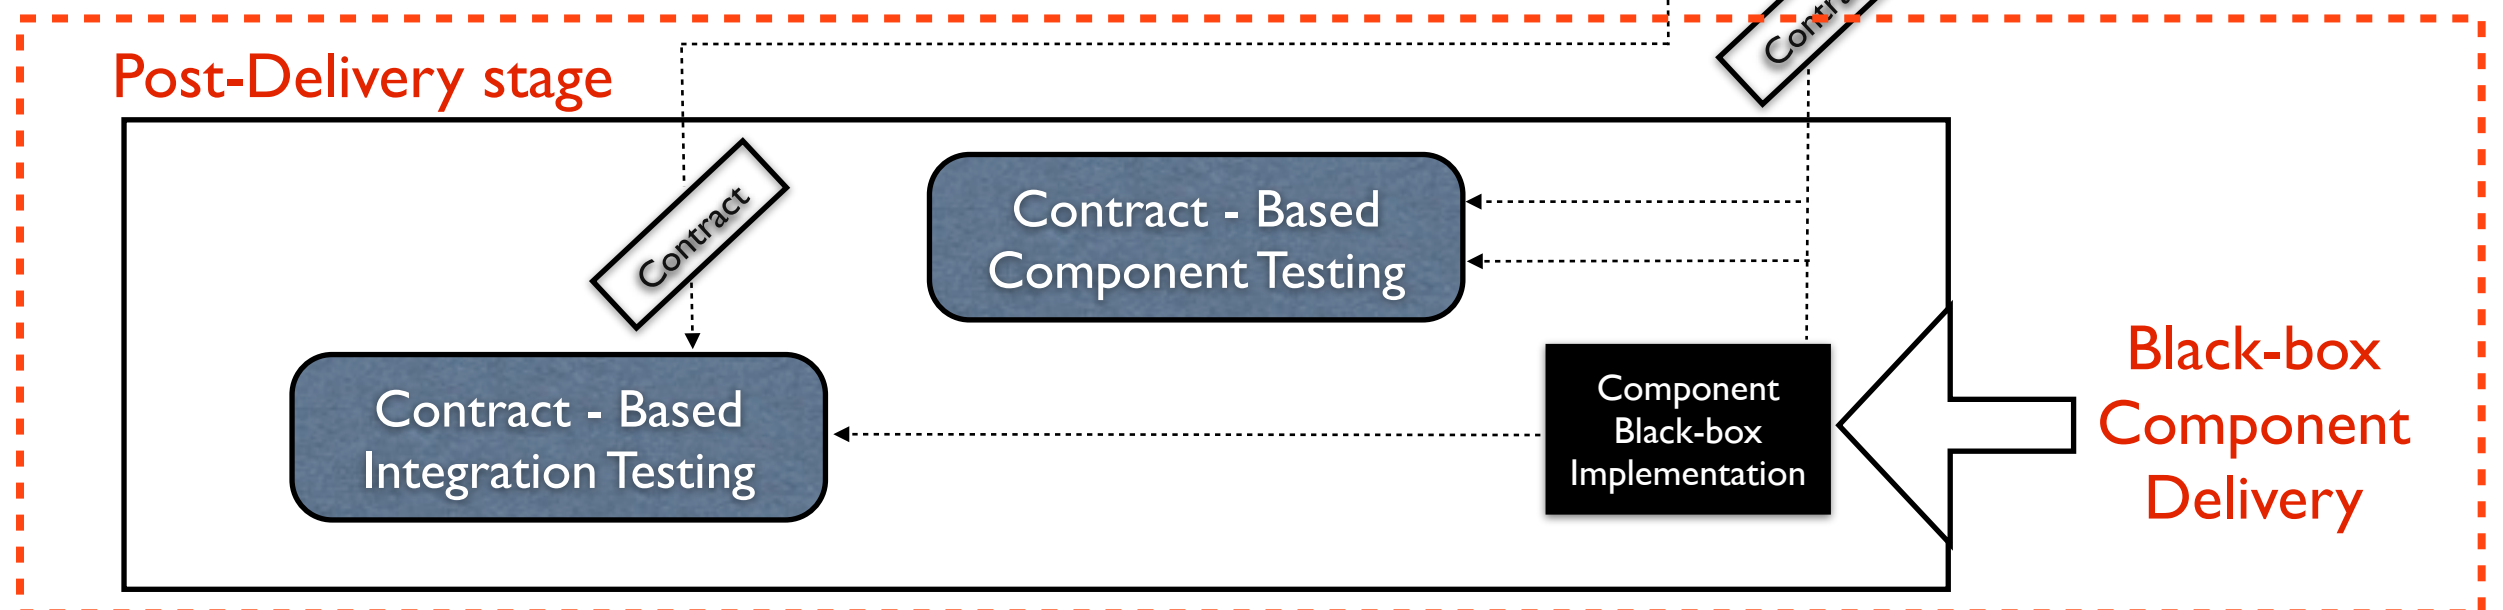 Post-Delivery stage
Contract
Contract - Based
Component Testing
Contract - Based
Integration Testing
Component
Black-box
Implementation
Black-box
Component
Delivery